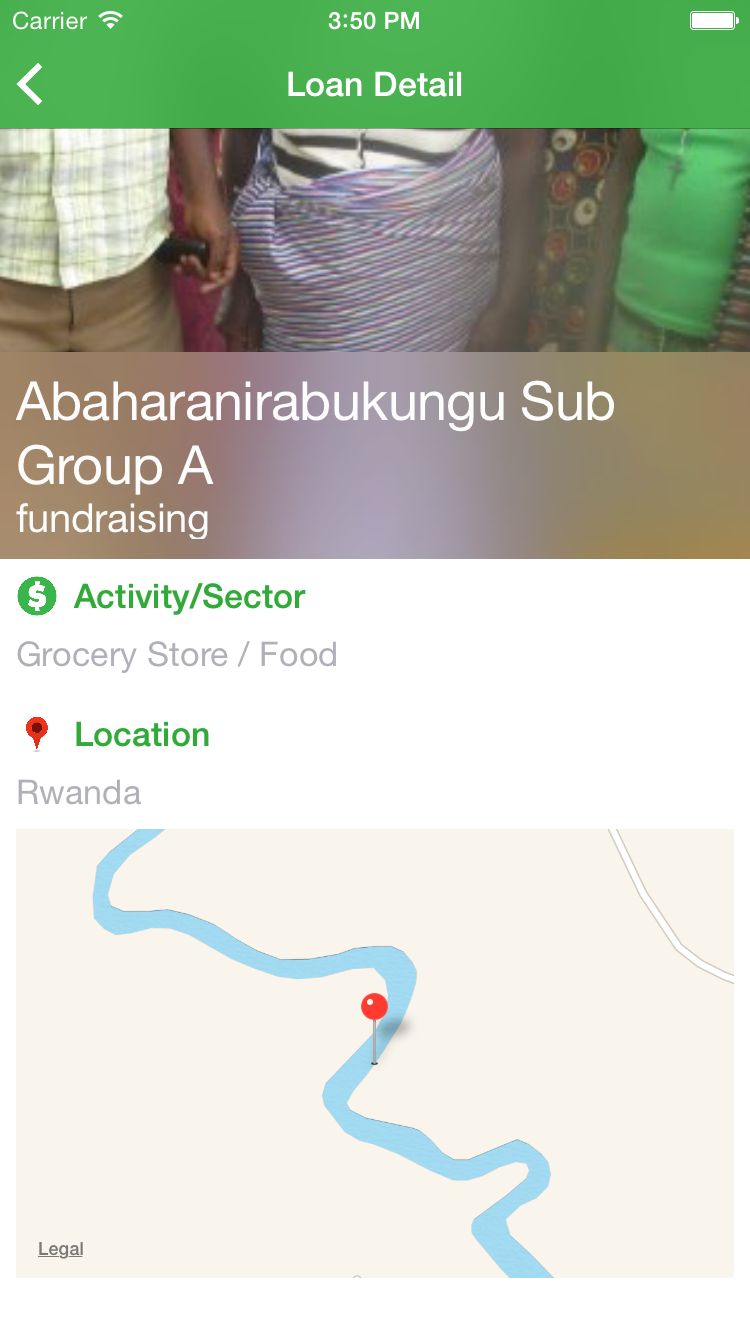 Carrier 3:50 PM
Loan Detail
Abaharanirabukungu Sub
Group A
fundraising
$ Activity/Sector
Grocery Store / Food
Location
Rwanda
Legal